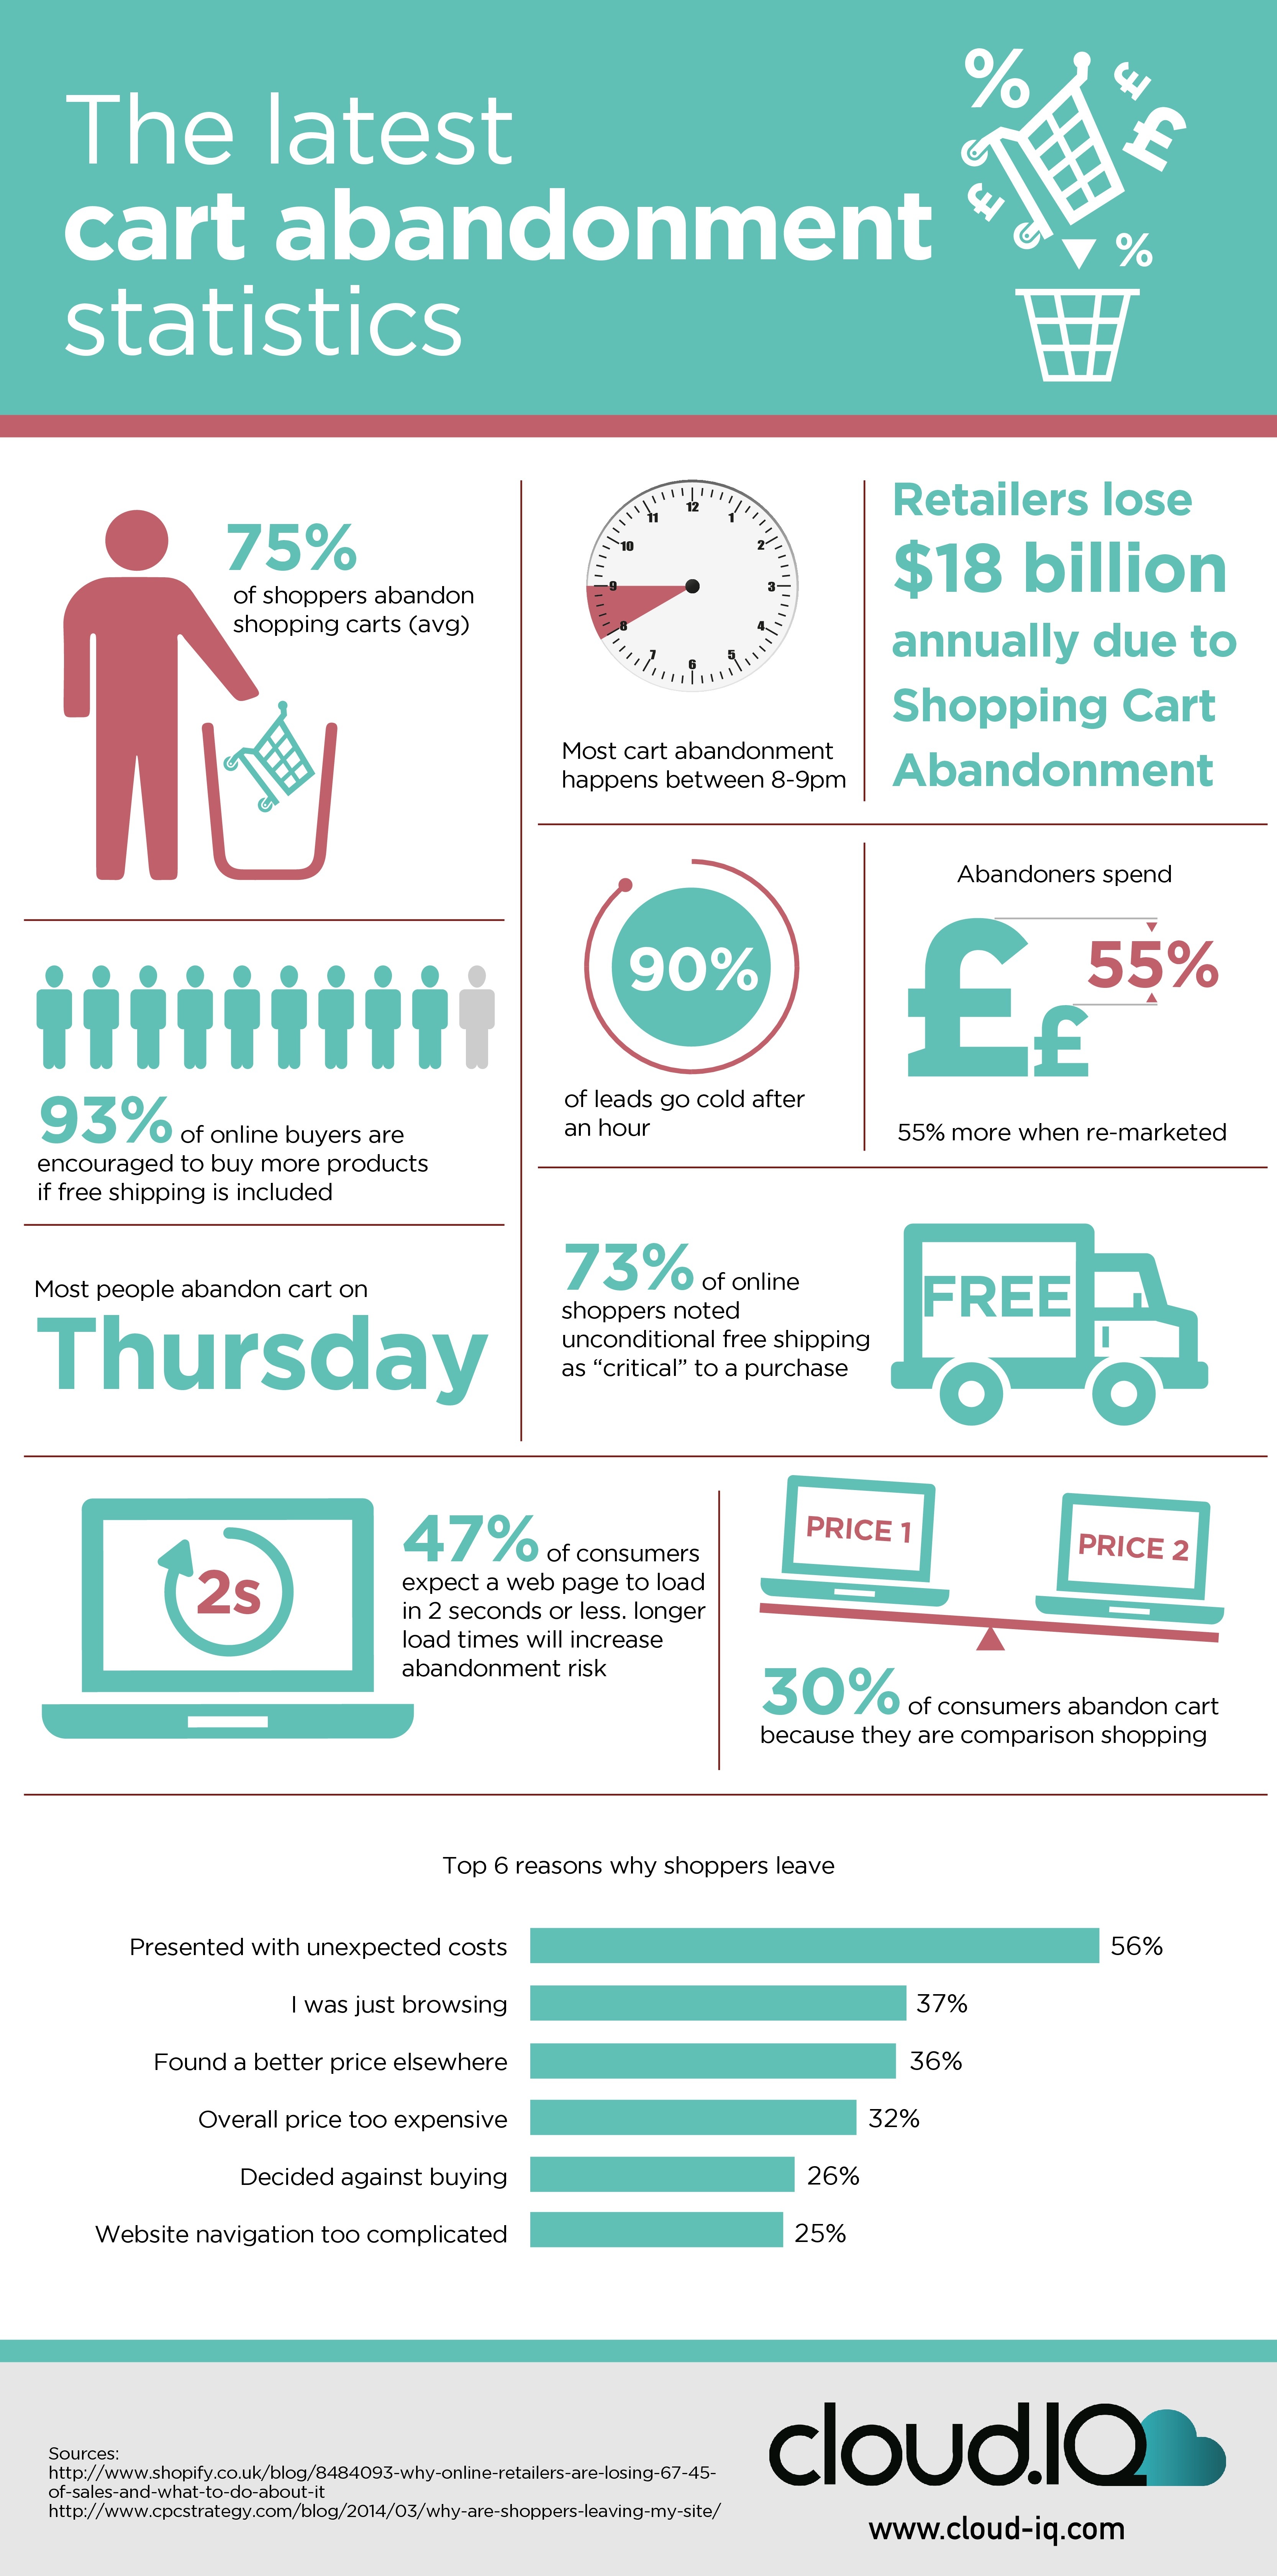 The latest
cart abandonment
statistics
%
£
£
£
%
75%
of shoppers abandon
shopping carts (avg)
12
1
2
3
4
5
6
7
8
9
10
11
Most cart abandonment
happens between 8-9pm
Retailers lose
$18 billion
annually due to
Shopping Cart
Abandonment
93% of online buyers are
encouraged to buy more products
if free shipping is included
90%
of leads go cold after
an hour
Abandoners spend
££
55%
55% more when re-marketed
Most people abandon cart on
Thursday
73% of online
shoppers noted
unconditional free shipping
as “critical” to a purchase
FREE
2s
47% of consumers
expect a web page to load
in 2 seconds or less. longer
load times will increase
abandonment risk
PRICE 1
PRICE 2
30% of consumers abandon cart
because they are comparison shopping
Top 6 reasons why shoppers leave
Presented with unexpected costs 56%
I was just browsing 37%
Found a better price elsewhere 36%
Overall price too expensive 32%
Decided against buying 26%
Website navigation too complicated 25%
Sources:
http://www.shopify.co.uk/blog/8484093-why-online-retailers-are-losing-67-45-
of-sales-and-what-to-do-about-it
http://www.cpcstrategy.com/blog/2014/03/why-are-shoppers-leaving-my-site/
cloud.IQ
www.cloud-iq.com